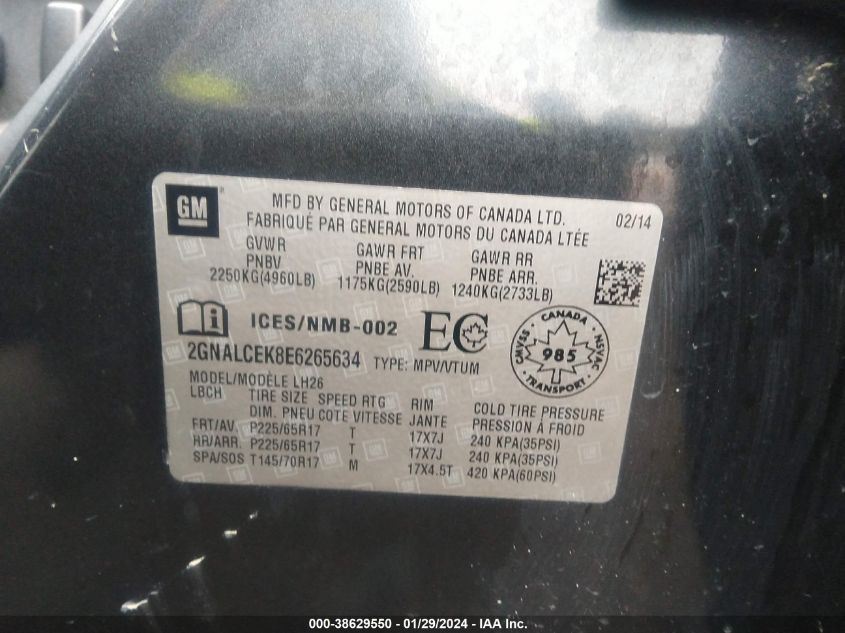 GM
MFD BY GENERAL MOTORS OF CANADA LTD. 02/14
FABRIQUÉ PAR GENERAL MOTORS DU CANADA LTÉE
GVWR GAWR FRT GAWR RR
PNBV PNBE AV. PNBE ARR.
2250KG(4960LB) 1175KG(2590LB) 1240KG(2733LB)
ICES/NMB-002 EC
CANADA CMVSS 985 NSVAC TRANSPORT
2GNALCEK8E6265634 TYPE: MPV/VTUM
MODEL/MODÈLE LH26
LBCH TIRE SIZE SPEED RTG RIM COLD TIRE PRESSURE
DIM. PNEU COTE VITESSE JANTE PRESSION À FROID
FRT/AV. P225/65R17 T 17X7J 240 KPA(35PSI)
HR/ARR. P225/65R17 T 17X7J 240 KPA(35PSI)
SPA/SOS T145/70R17 M 17X4.5T 420 KPA(60PSI)
000-38629550 - 01/29/2024 - IAA Inc.